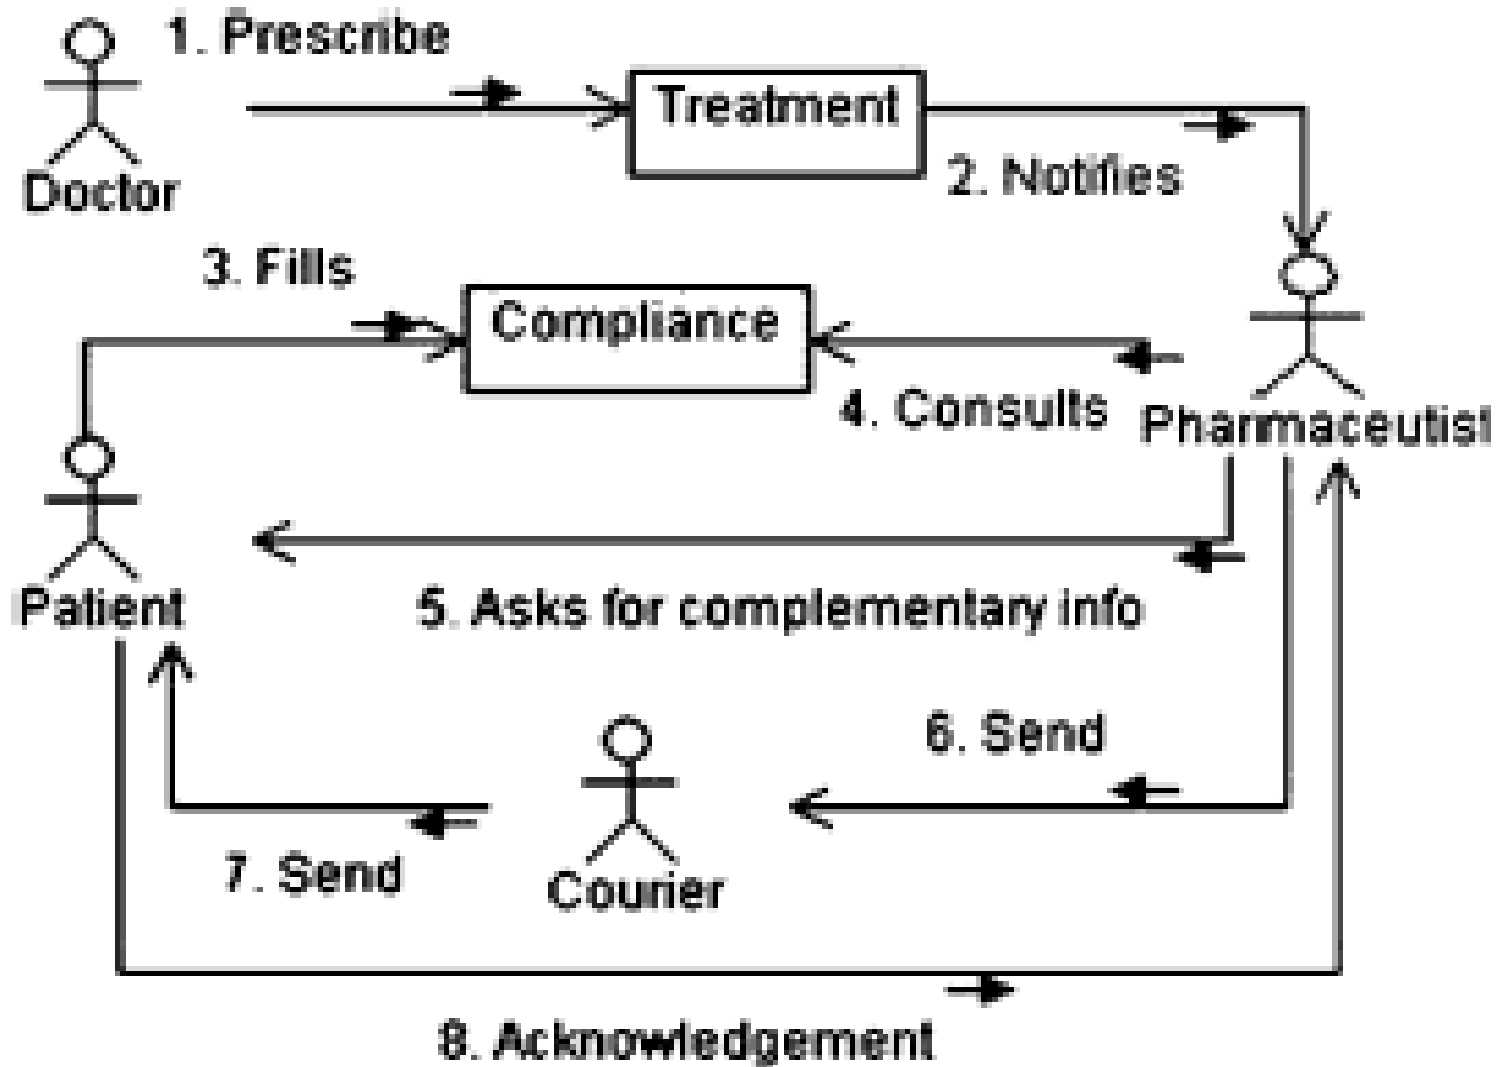 1. Prescribe
Treatment
2. Notifies
Doctor
3. Fills
Compliance
4. Consults
Pharmaceutist
Patient
5. Asks for complementary info
6. Send
7. Send
Courier
8. Acknowledgement